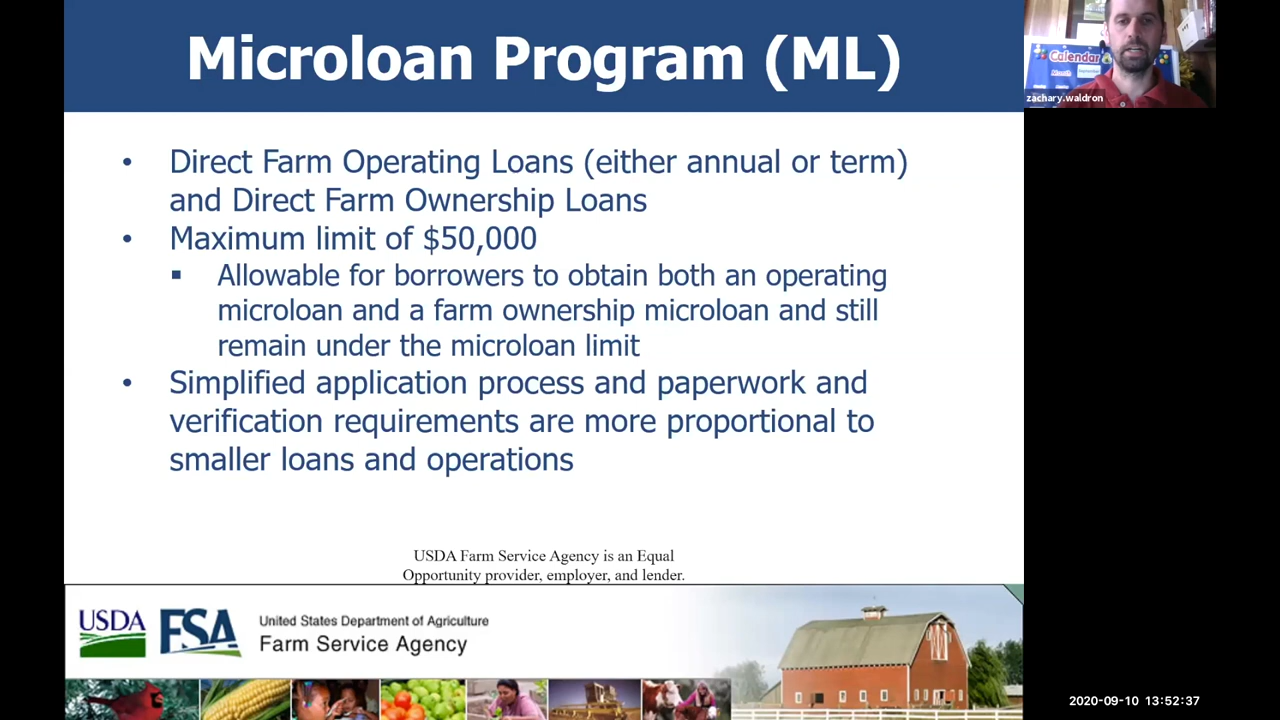 Microloan Program (ML)
• Direct Farm Operating Loans (either annual or term)
and Direct Farm Ownership Loans
• Maximum limit of $50,000
▪ Allowable for borrowers to obtain both an operating
microloan and a farm ownership microloan and still
remain under the microloan limit
• Simplified application process and paperwork and
verification requirements are more proportional to
smaller loans and operations
USDA Farm Service Agency is an Equal
Opportunity provider, employer, and lender.
USDA FSA
United States Department of Agriculture
Farm Service Agency
Calendar
zachary.waldron
2020-09-10 13:52:37